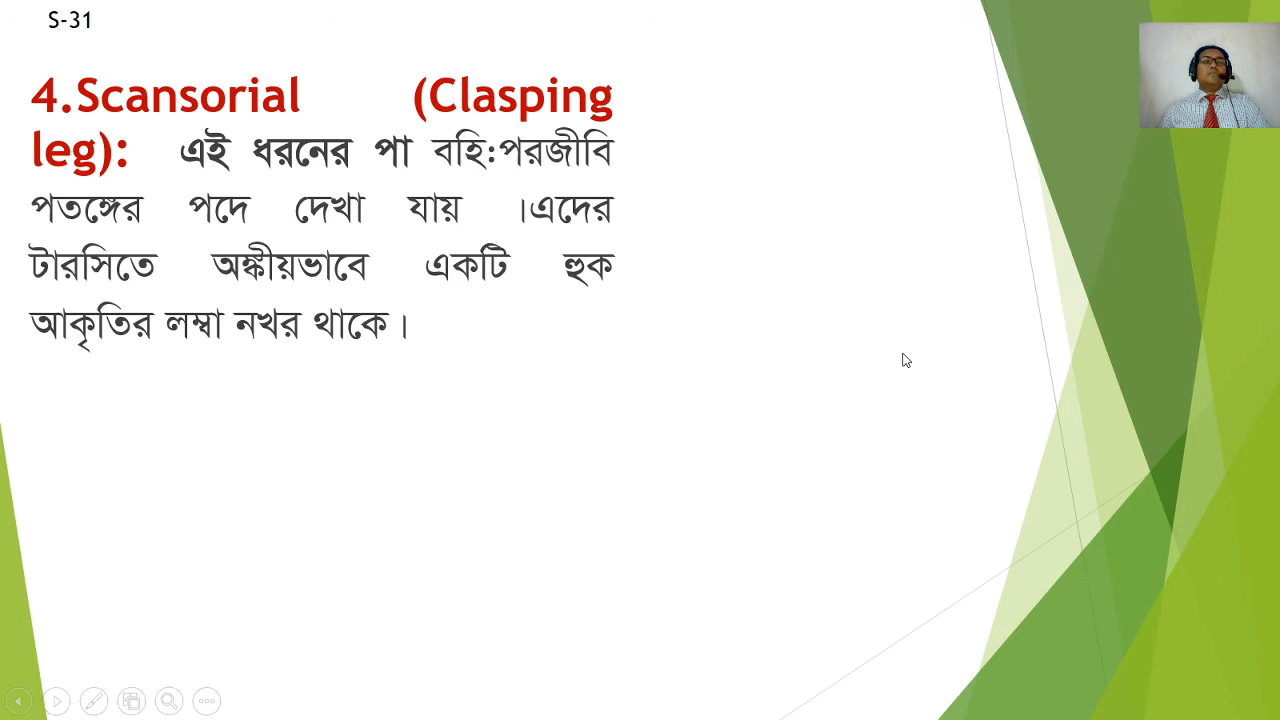 S-31
4.Scansorial (Clasping
leg): এই ধরনের পা বহি:পরজীবি
পতঙ্গের পদে দেখা যায় ।এদের
টারসিতে অঙ্কীয়ভাবে একটি হুক
আকৃতির লম্বা নখর থাকে।